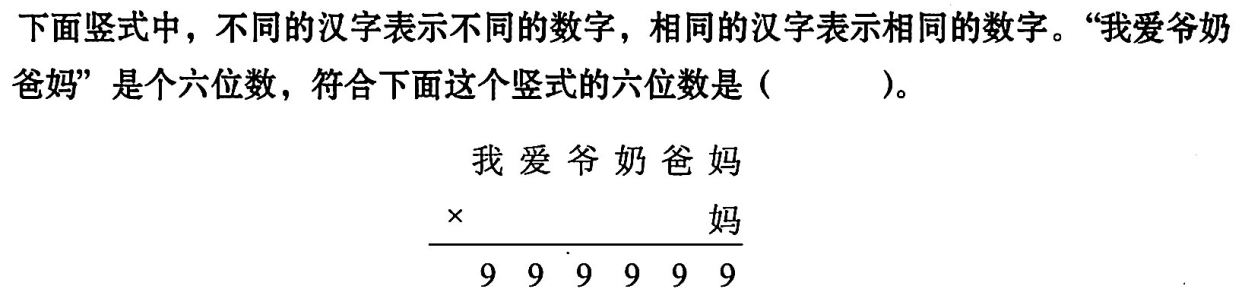 下面竖式中，不同的汉字表示不同的数字，相同的汉字表示相同的数字。“我爱爷奶
爸妈”是个六位数，符合下面这个竖式的六位数是（　　　）。
我 爱 爷 奶 爸 妈
× 妈
9 9 9 9 9 9